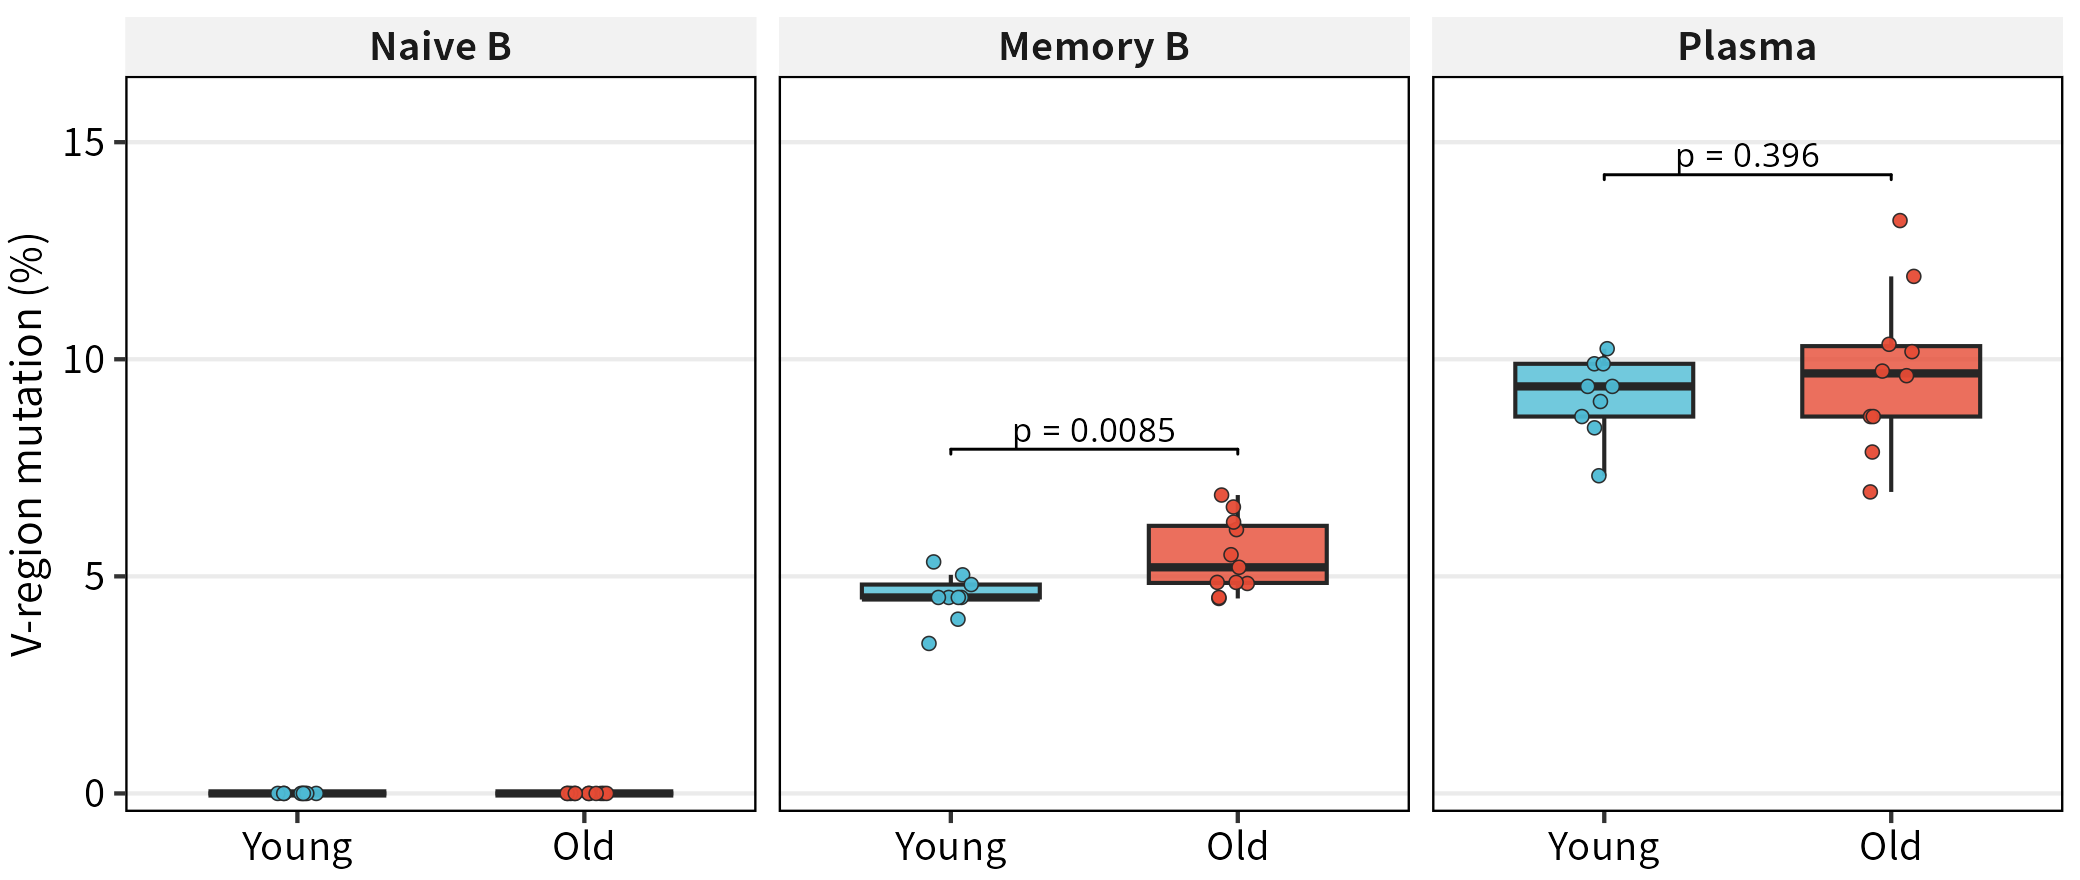 Naive B
Memory B
Plasma
V-region mutation (%)
15
10
5
0
p = 0.0085
p = 0.396
Young
Old
Young
Old
Young
Old